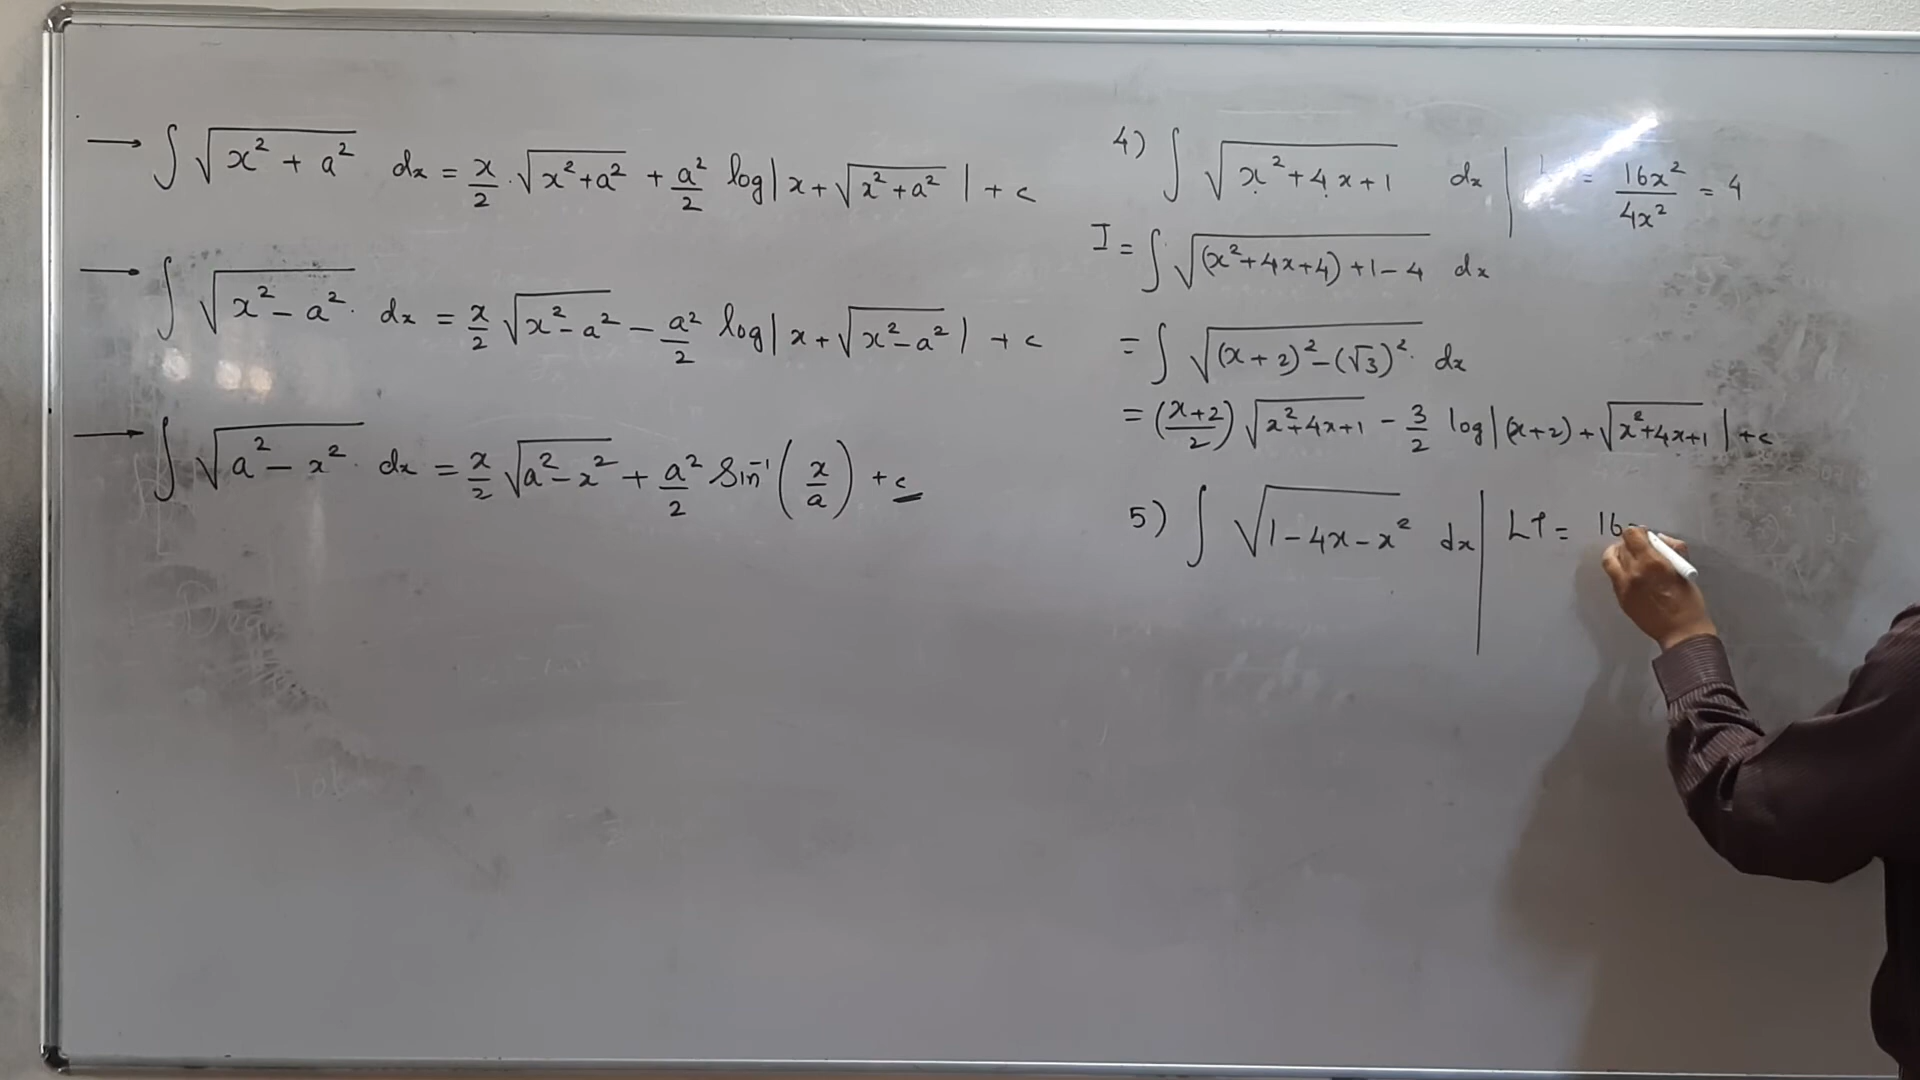 → ∫ √(x² + a²) dx = x/2 · √(x²+a²) + a²/2 log|x + √(x²+a²)| + c
→ ∫ √(x² − a²) dx = x/2 √(x²−a²) − a²/2 log|x + √(x²−a²)| + c
→ ∫ √(a² − x²) dx = x/2 √(a²−x²) + a²/2 Sin⁻¹(x/a) + c
4) ∫ √(x²+4x+1) dx | L = 16x²/4x² = 4
I = ∫ √((x²+4x+4)+1−4) dx
= ∫ √((x+2)²−(√3)²) dx
= ((x+2)/2) √(x²+4x+1) − 3/2 log|(x+2)+√(x²+4x+1)| + c
5) ∫ √(1−4x−x²) dx | LT = 16